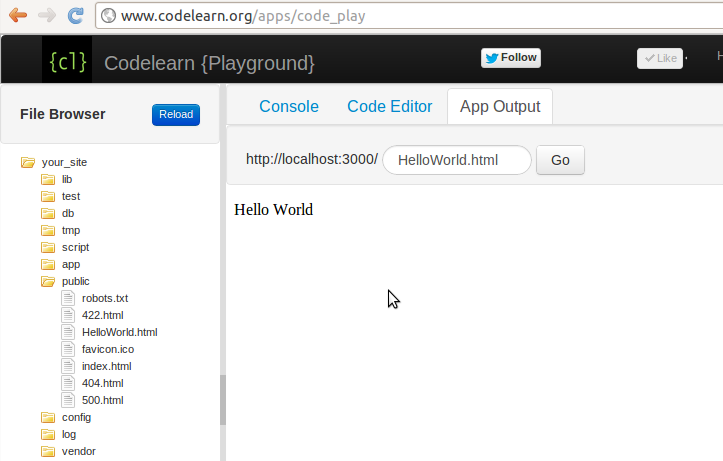 www.codelearn.org/apps/code_play
{cl} Codelearn {Playground} Follow Like
File Browser Reload
Console Code Editor App Output
http://localhost:3000/ HelloWorld.html Go
Hello World
your_site
lib
test
db
tmp
script
app
public
robots.txt
422.html
HelloWorld.html
favicon.ico
index.html
404.html
500.html
config
log
vendor